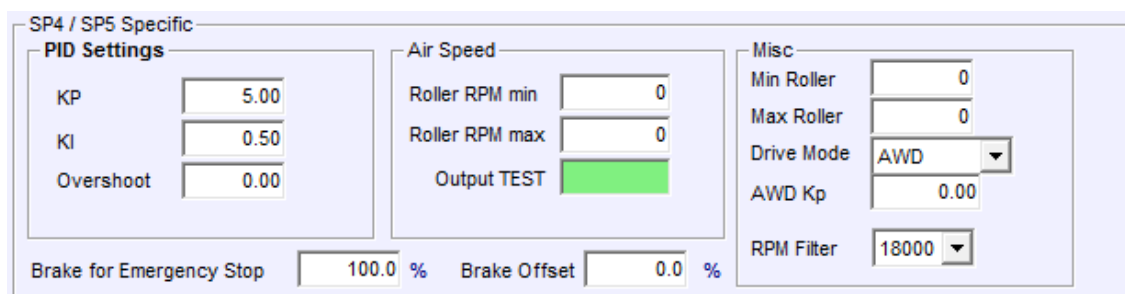 SP4 / SP5 Specific
PID Settings
KP 5.00
KI 0.50
Overshoot 0.00
Air Speed
Roller RPM min 0
Roller RPM max 0
Output TEST
Misc
Min Roller 0
Max Roller 0
Drive Mode AWD
AWD Kp 0.00
RPM Filter 18000
Brake for Emergency Stop 100.0 % Brake Offset 0.0 %